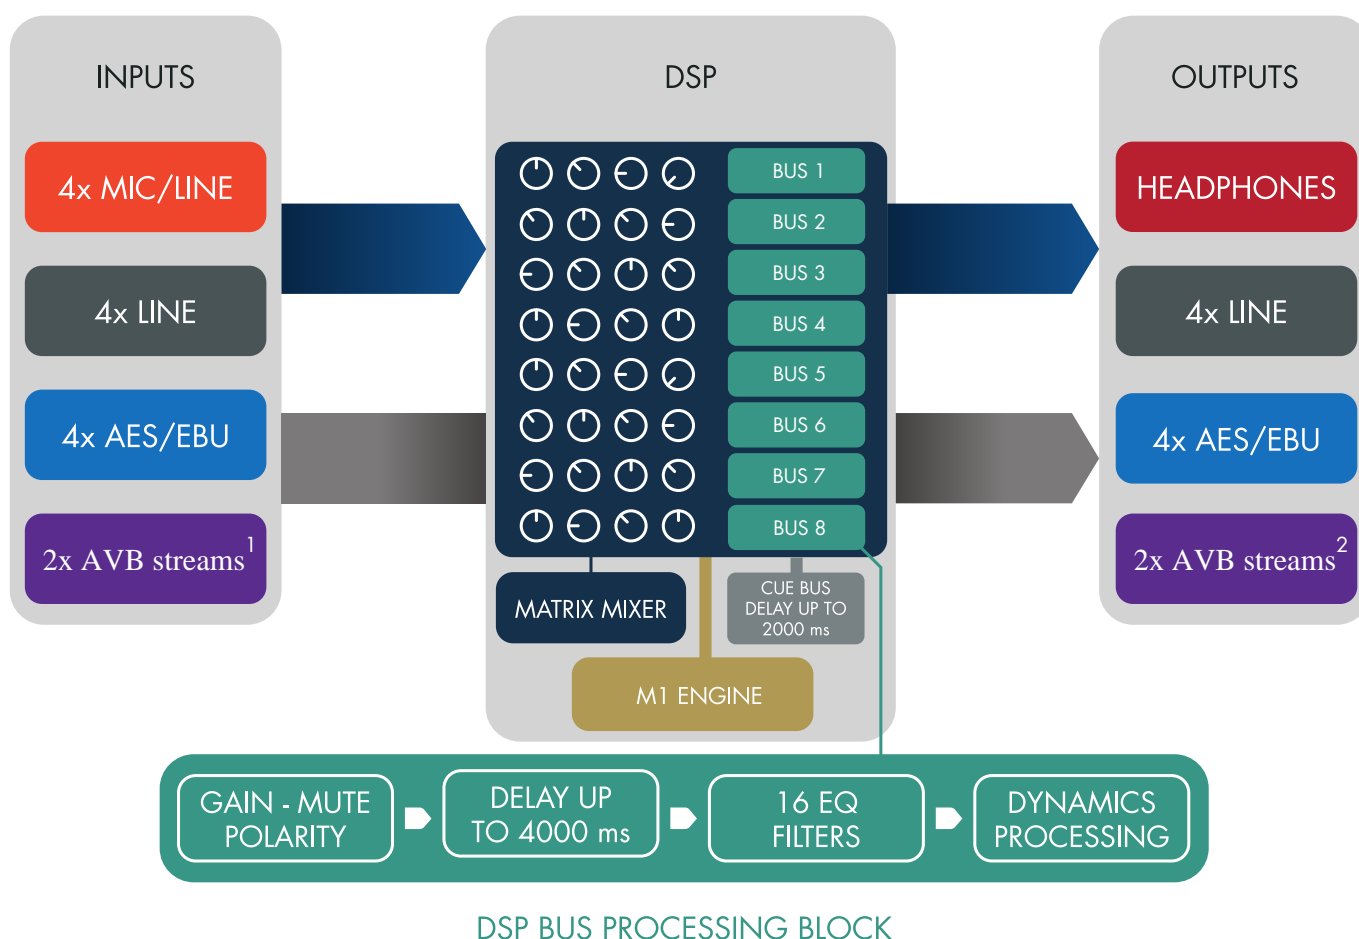 INPUTS
4x MIC/LINE
4x LINE
4x AES/EBU
2x AVB streams1
DSP
BUS 1
BUS 2
BUS 3
BUS 4
BUS 5
BUS 6
BUS 7
BUS 8
MATRIX MIXER
CUE BUS
DELAY UP TO
2000 ms
M1 ENGINE
OUTPUTS
HEADPHONES
4x LINE
4x AES/EBU
2x AVB streams2
GAIN - MUTE
POLARITY
DELAY UP
TO 4000 ms
16 EQ
FILTERS
DYNAMICS
PROCESSING
DSP BUS PROCESSING BLOCK